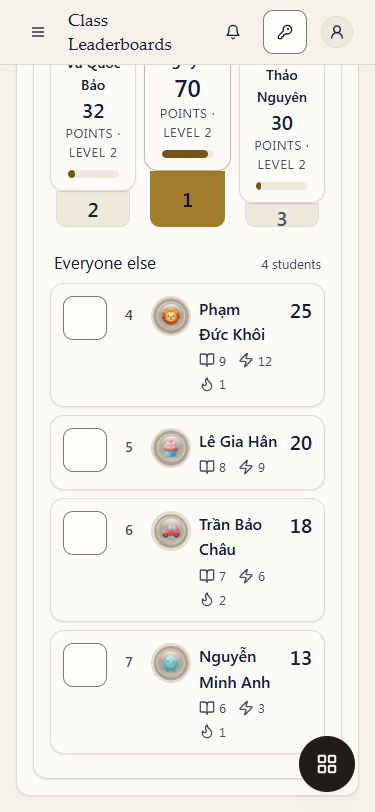 Class
Leaderboards
Bảo
32
POINTS ·
LEVEL 2
2
70
POINTS ·
LEVEL 2
1
Thảo
Nguyên
30
POINTS ·
LEVEL 2
3
Everyone else
4 students
4
Phạm
Đức Khôi
25
9 12
1
5
Lê Gia Hân
20
8 9
6
Trần Bảo
Châu
18
7 6
2
7
Nguyễn
Minh Anh
13
6 3
1